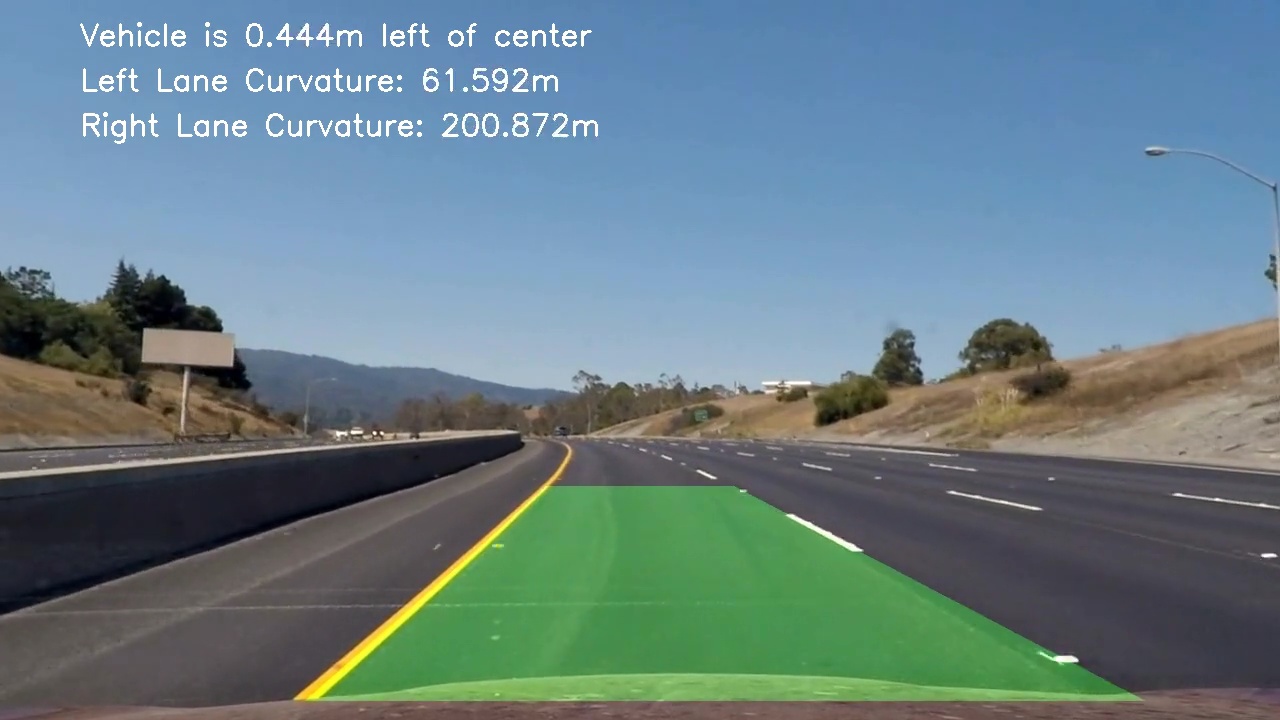 Vehicle is 0.444m left of center
Left Lane Curvature: 61.592m
Right Lane Curvature: 200.872m